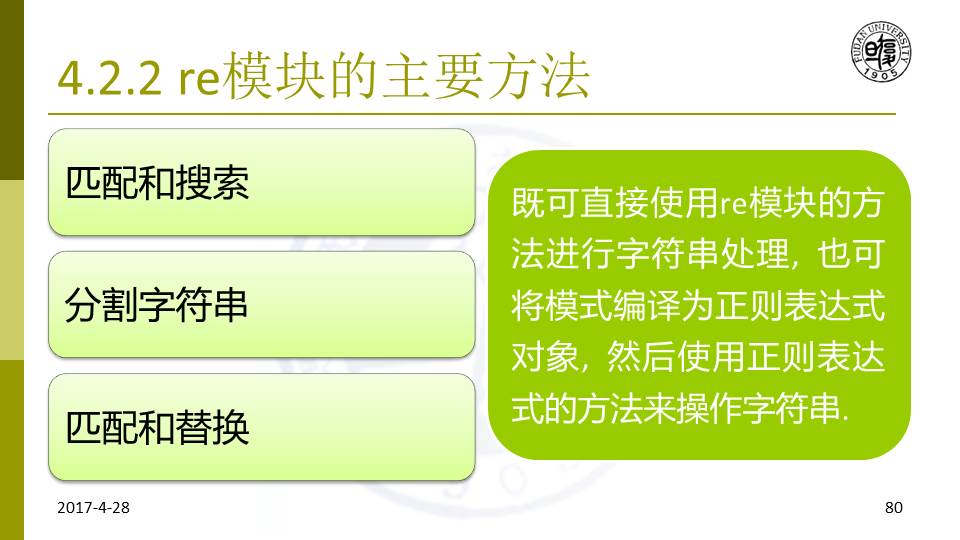 4.2.2 re模块的主要方法
FUDAN UNIVERSITY
1905
匹配和搜索
分割字符串
匹配和替换
既可直接使用re模块的方
法进行字符串处理, 也可
将模式编译为正则表达式
对象, 然后使用正则表达
式的方法来操作字符串.
2017-4-28
80